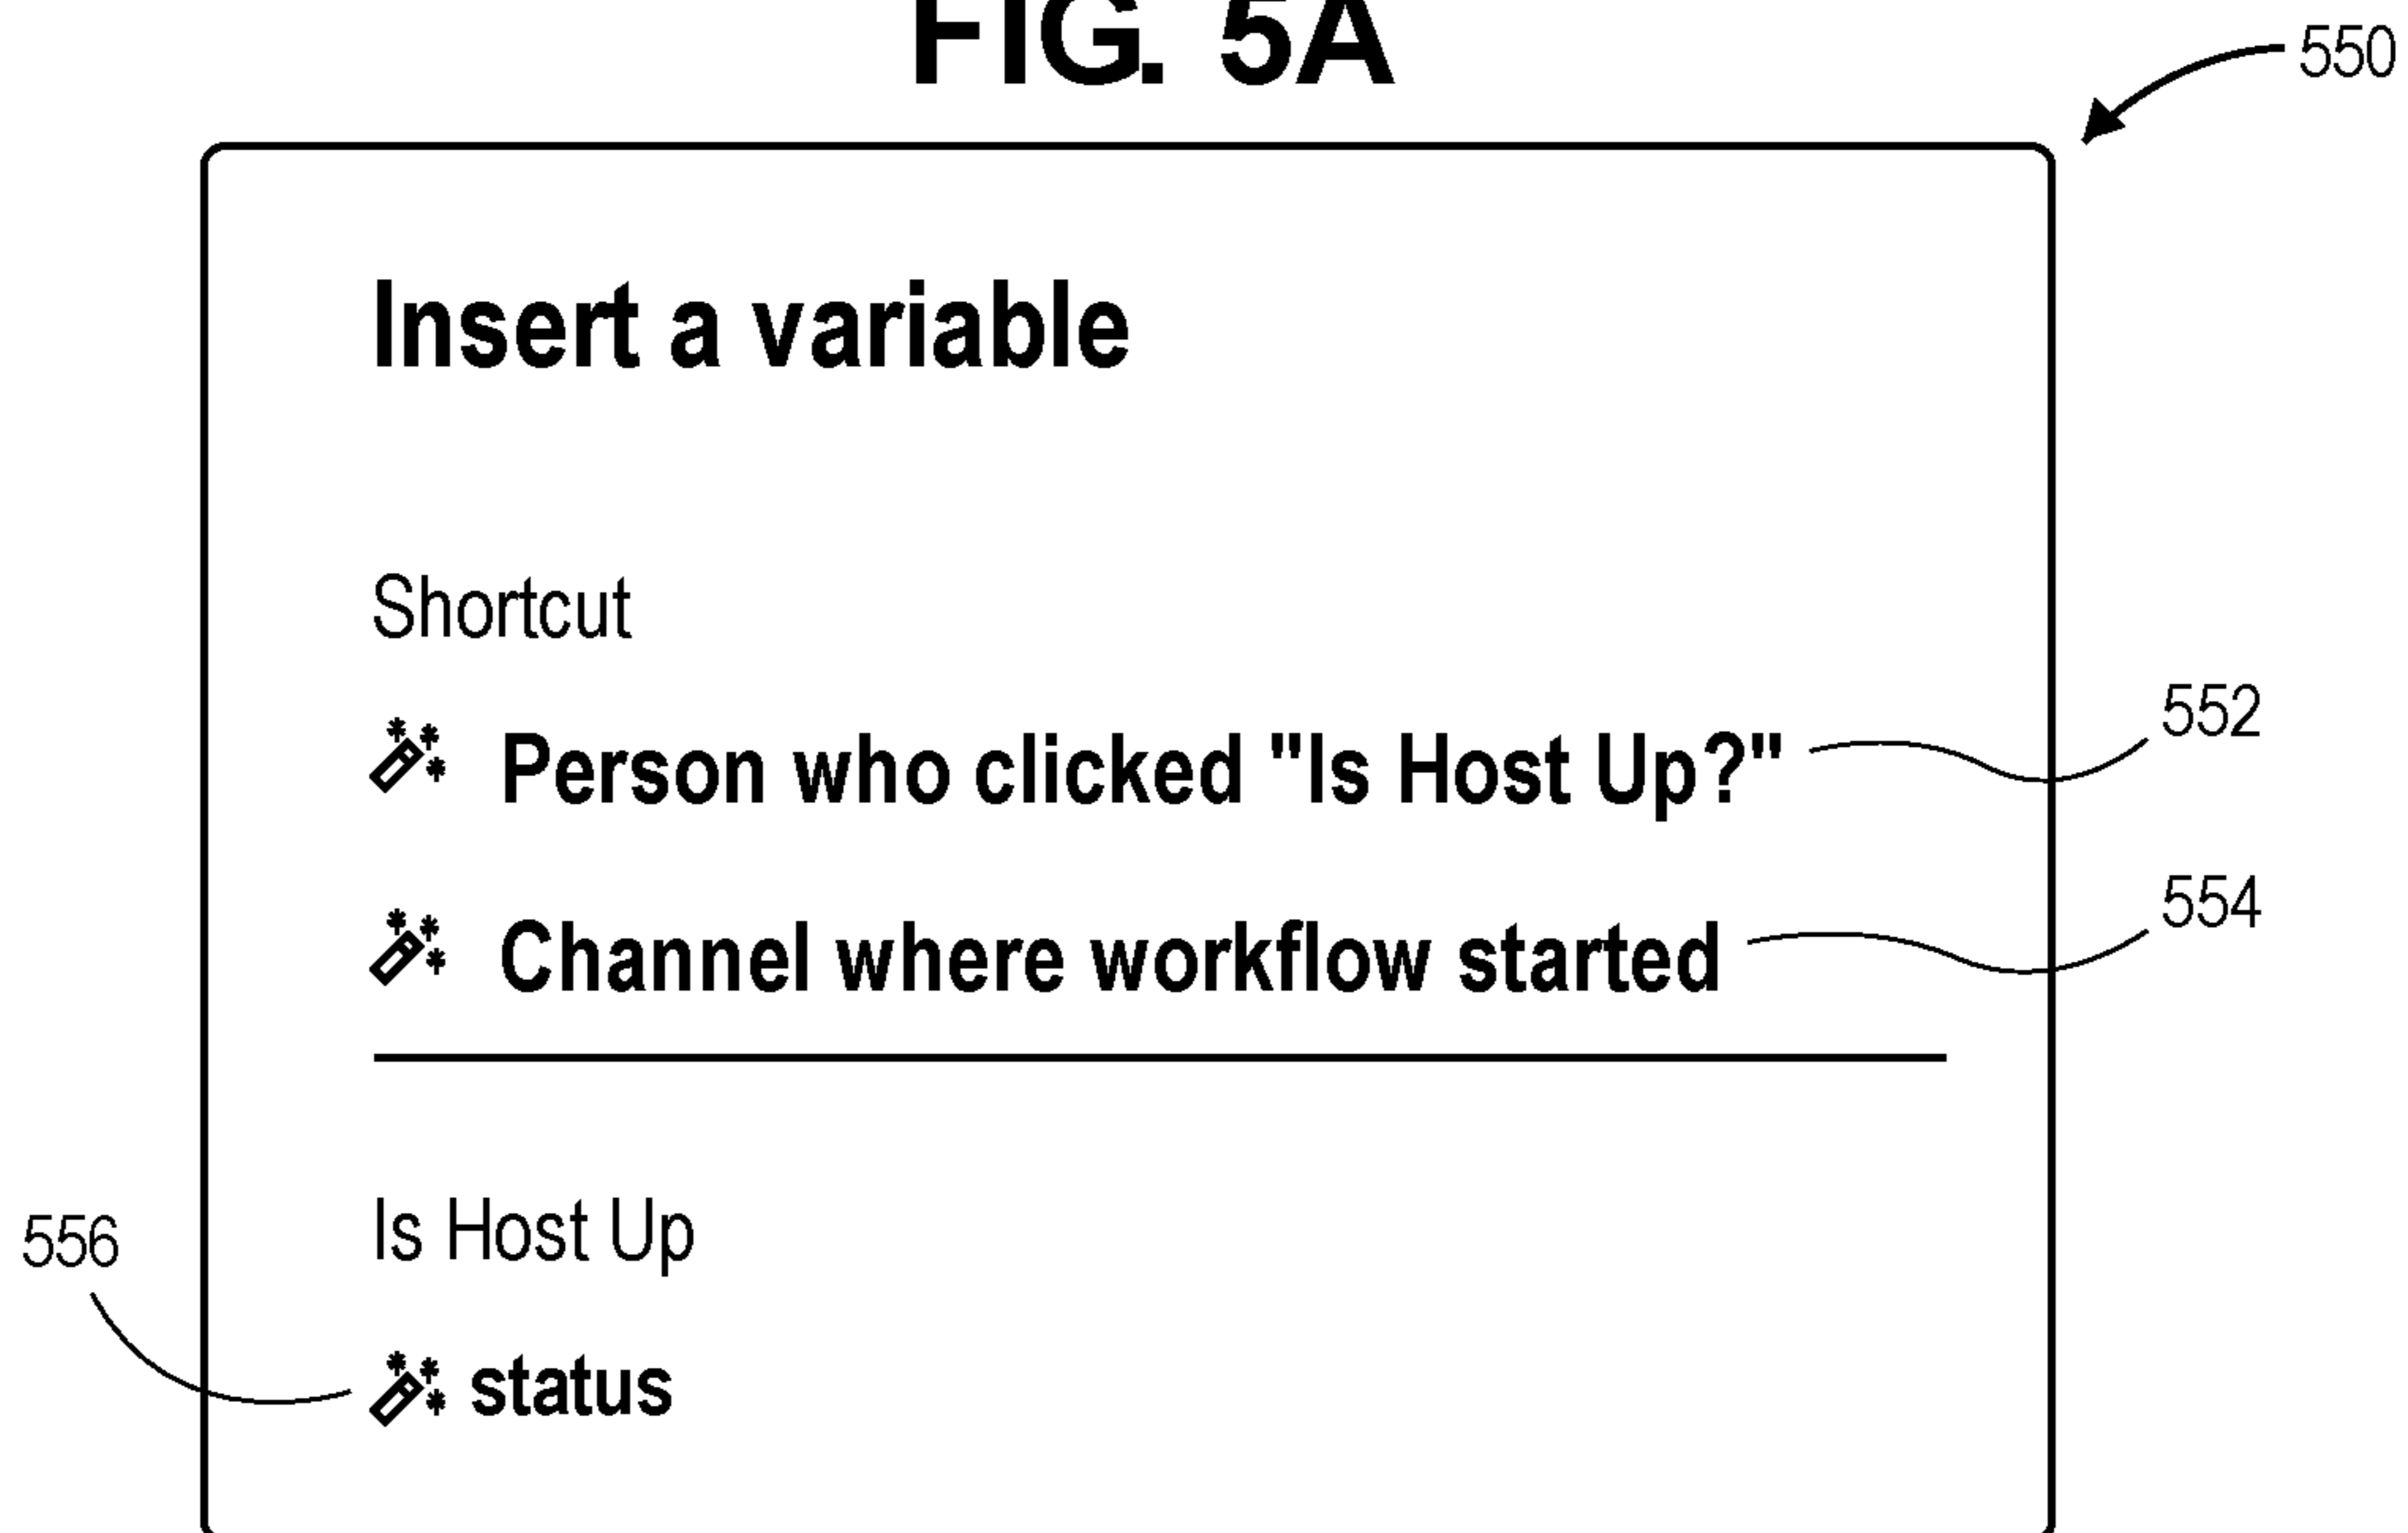 FIG. 5A
550
Insert a variable
Shortcut
Person who clicked "Is Host Up?"
552
Channel where workflow started
554
Is Host Up
556
status